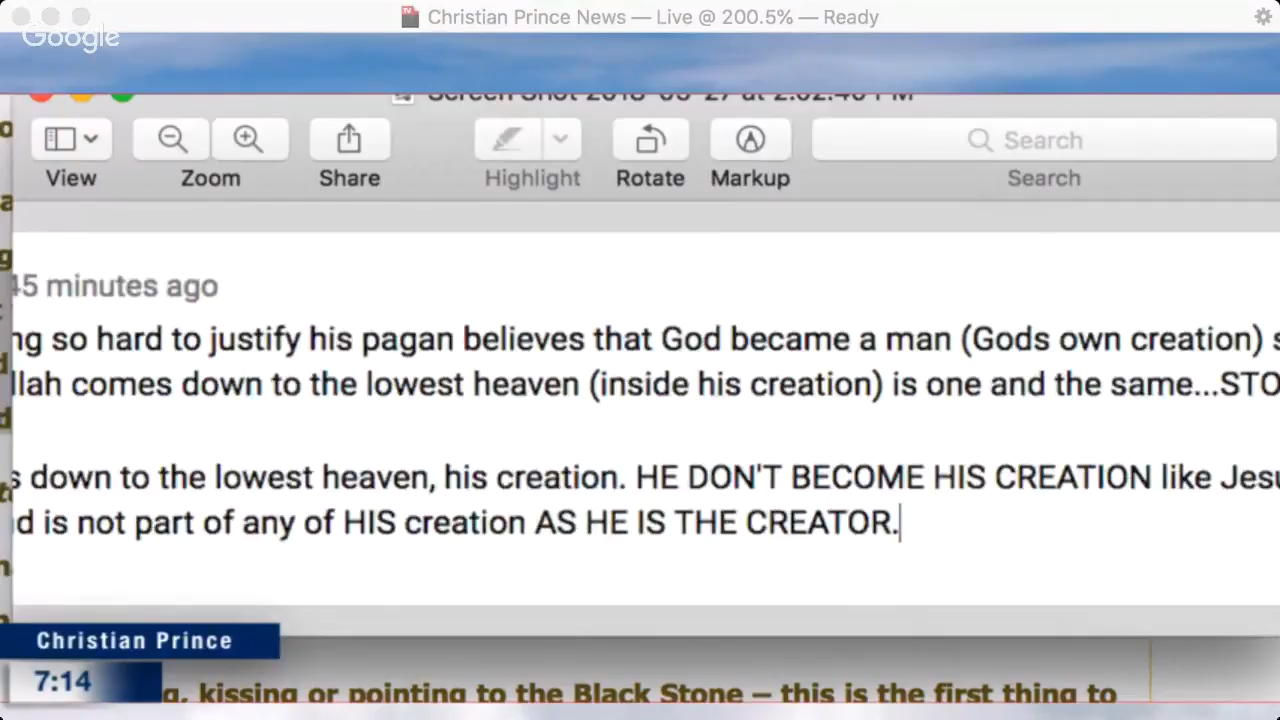 Christian Prince News — Live @ 200.5% — Ready
Google
View
Zoom
Share
Highlight
Rotate
Markup
Search
Search
45 minutes ago
so hard to justify his pagan believes that God became a man (Gods own creation)
comes down to the lowest heaven (inside his creation) is one and the same...
down to the lowest heaven, his creation. HE DON'T BECOME HIS CREATION like
is not part of any of HIS creation AS HE IS THE CREATOR.
Christian Prince
7:14
kissing or pointing to the Black Stone – this is the first thing to